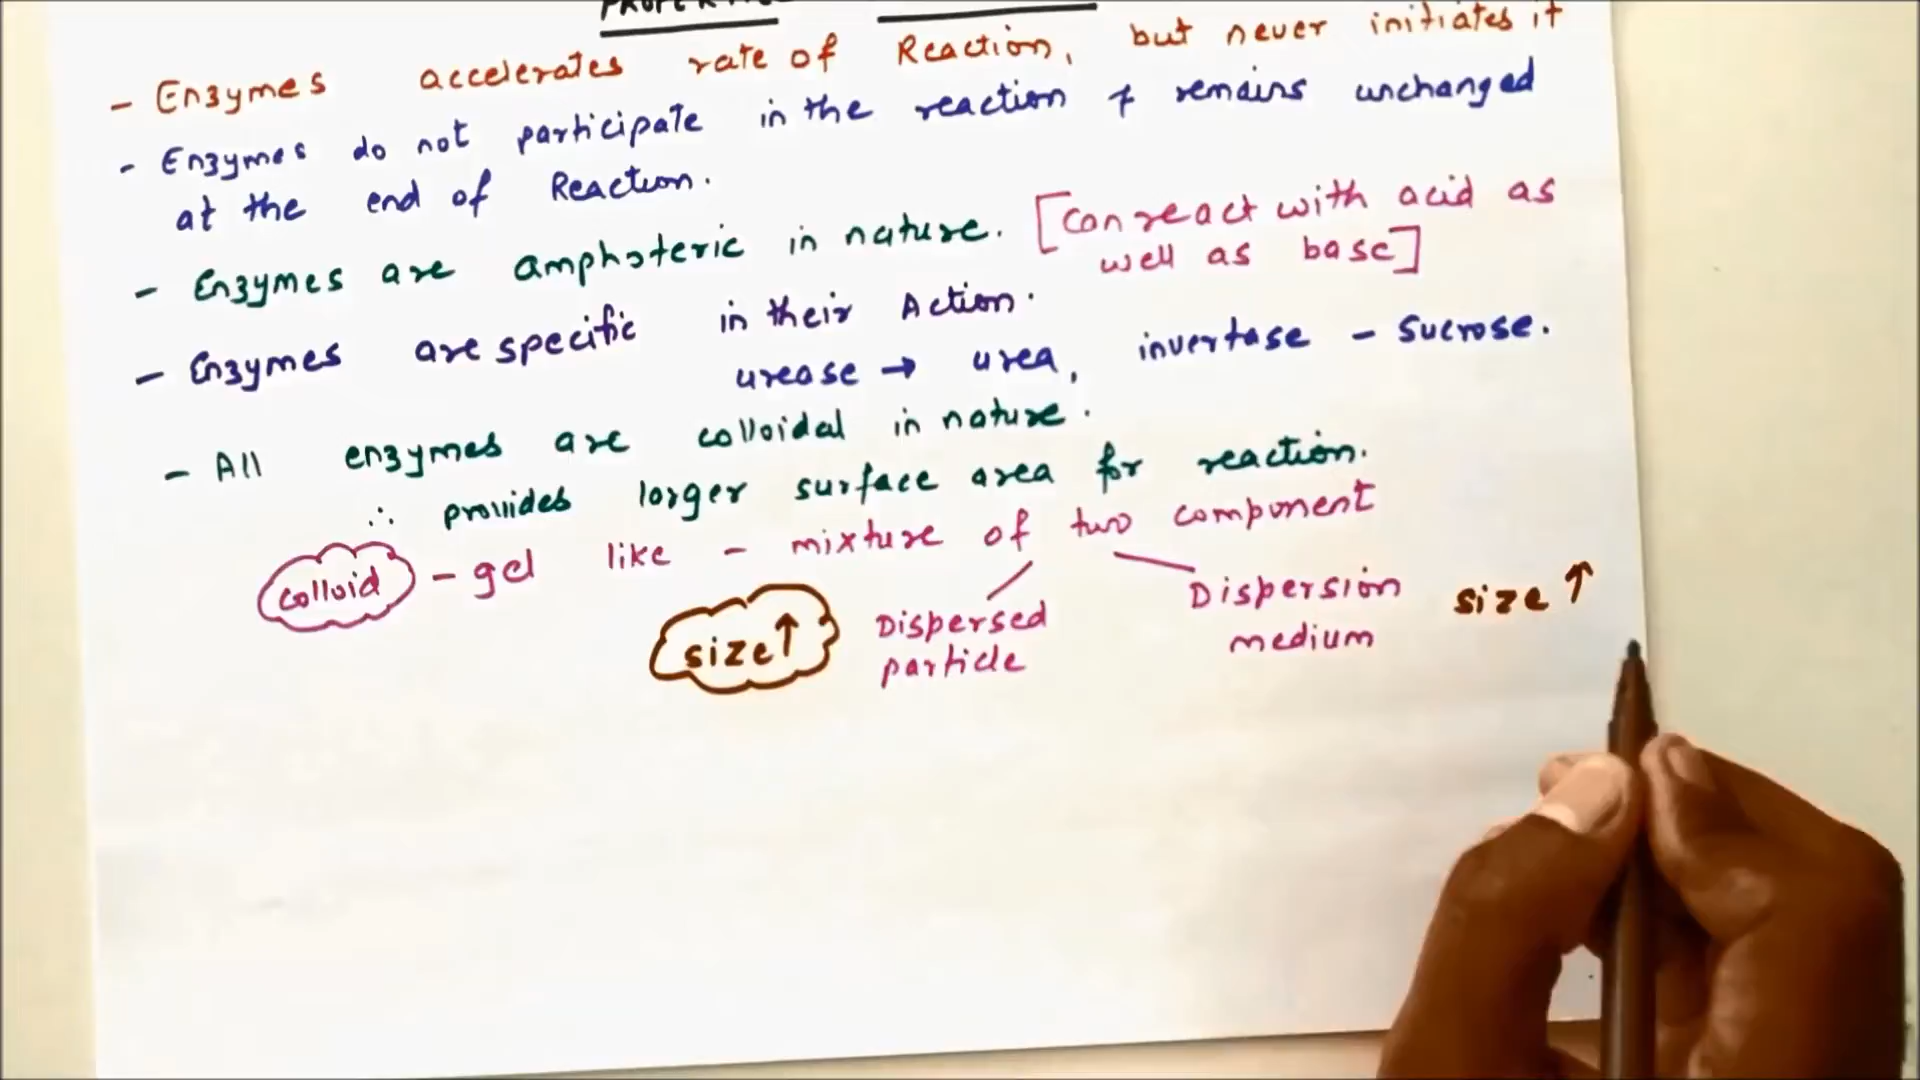 - Enzymes accelerates rate of Reaction, but never initiates it
- Enzymes do not participate in the reaction & remains unchanged
at the end of Reaction.
- Enzymes are amphoteric in nature. [Can react with acid as
well as base]
- Enzymes are specific in their Action.
urease → urea, invertase - sucrose.
- All enzymes are colloidal in nature.
∴ provides larger surface area for reaction.
colloid - gel like - mixture of two component
size↑ Dispersed particle
Dispersion medium size↑